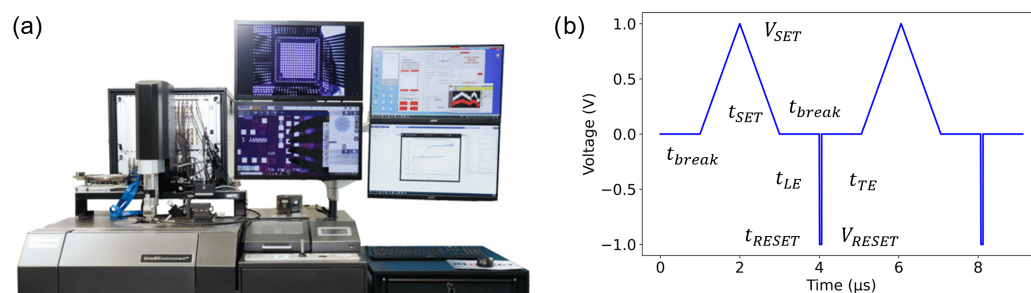 (a)
(b)
1.0
0.5
0.0
−0.5
−1.0
Voltage (V)
V_SET
t_SET
t_break
t_break
t_LE
t_TE
t_RESET
V_RESET
0
2
4
6
8
Time (µs)